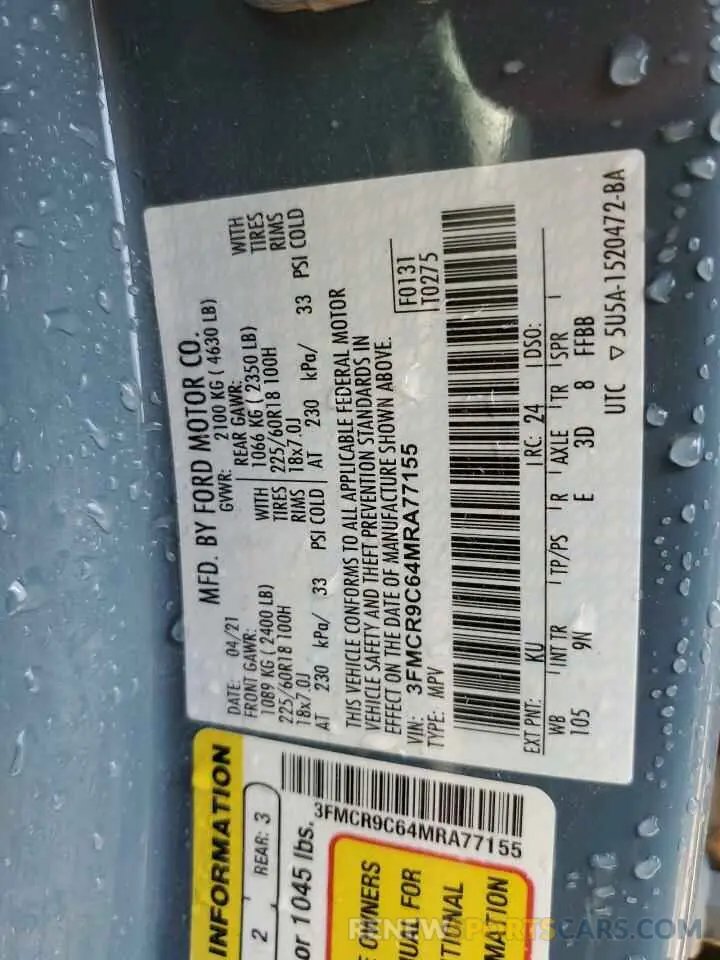 MFD. BY FORD MOTOR CO.
DATE: 04/21
GVWR: 2100 KG ( 4630 LB)
FRONT GAWR:
1089 KG ( 2400 LB)
225/60R18 100H
18x7.0J
AT 230 kPa/ 33 PSI COLD
WITH
TIRES
RIMS
REAR GAWR:
1066 KG ( 2350 LB)
225/60R18 100H
18x7.0J
AT 230 kPa/ 33 PSI COLD
WITH
TIRES
RIMS
THIS VEHICLE CONFORMS TO ALL APPLICABLE FEDERAL MOTOR
VEHICLE SAFETY AND THEFT PREVENTION STANDARDS IN
EFFECT ON THE DATE OF MANUFACTURE SHOWN ABOVE.
VIN: 3FMCR9C64MRA77155
TYPE: MPV
F0131
T0275
EXT PNT: KU RC: 24 DSO:
WB INT TR TP/PS R AXLE TR SPR
105 9N E 3D 8 FFBB
UTC ▽ 5U5A-1520472-BA
INFORMATION
2 REAR: 3
or 1045 lbs.
3FMCR9C64MRA77155
OWNERS
FOR
RENEWSPORTSCARS.COM